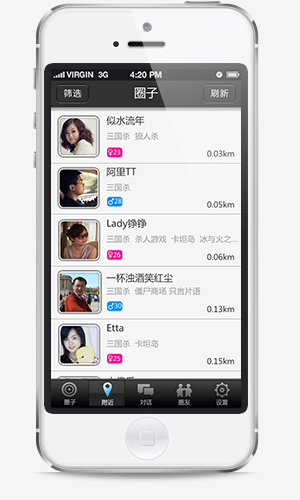 VIRGIN 3G 4:20 PM
筛选 圈子 刷新
似水流年
三国杀 狼人杀
♀23 0.03km
阿里TT
三国杀
♂28 0.05km
Lady铮铮
三国杀 杀人游戏 卡坦岛 冰与火之...
♀26 0.06km
一杯浊酒笑红尘
三国杀 僵尸商场 只言片语
♂30 0.12km
Etta
三国杀 卡坦岛
♀25 0.15km
圈子 附近 对话 圈友 设置